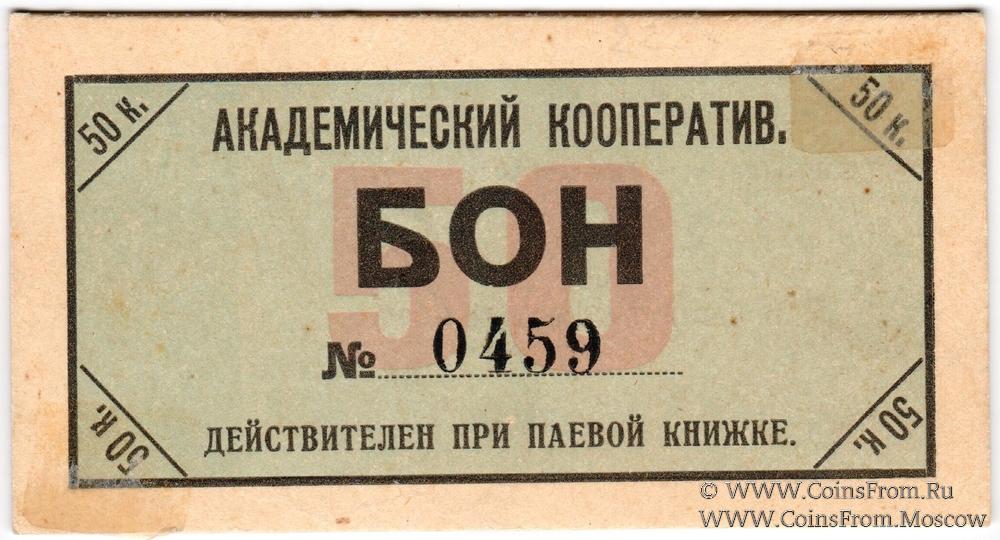 50 к.
50 к.
АКАДЕМИЧЕСКИЙ КООПЕРАТИВ.
50
БОН
№ 0459
ДЕЙСТВИТЕЛЕН ПРИ ПАЕВОЙ КНИЖКЕ.
50 к.
50 к.
© WWW.CoinsFrom.Ru
WWW.CoinsFrom.Moscow